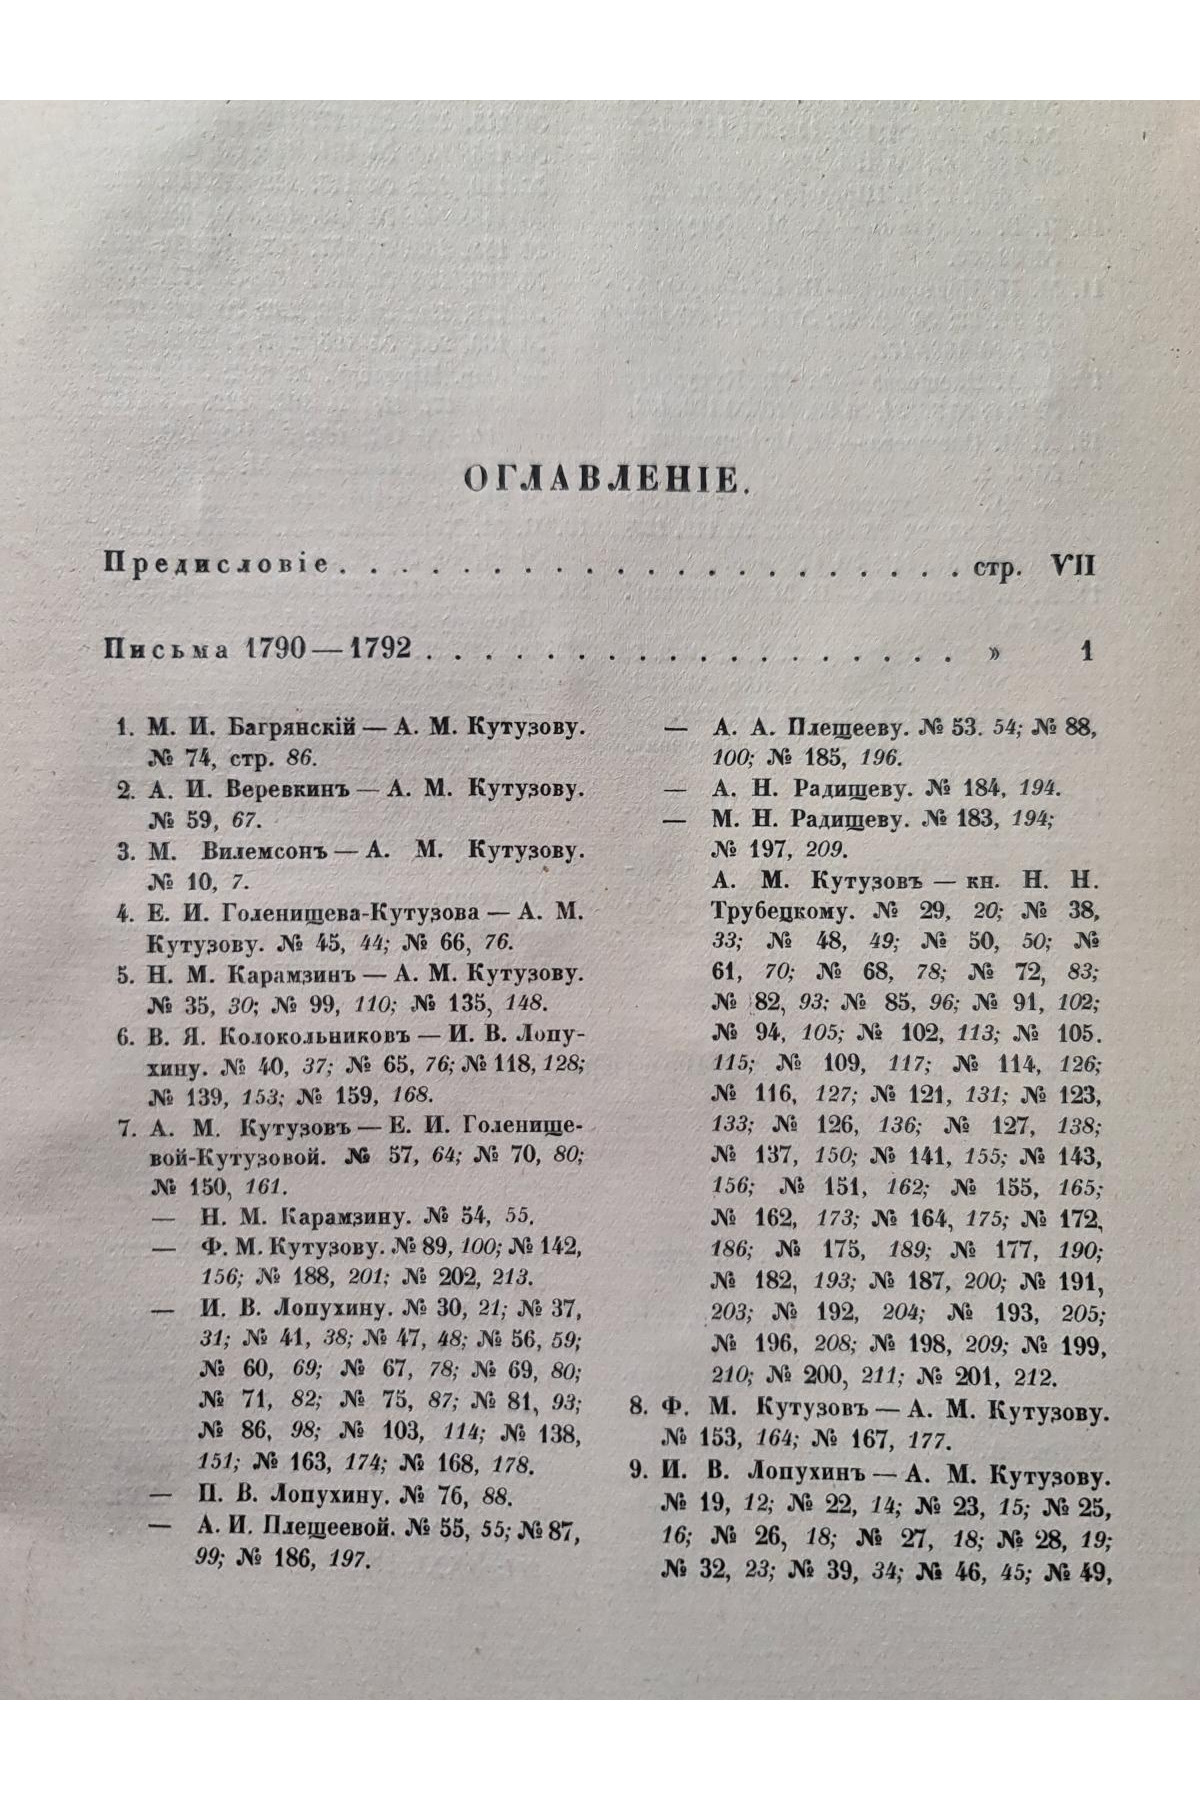 ОГЛАВЛЕНІЕ.
Предисловіе . . . . . . . . . . . . . . . . . . . . . стр. VII
Письма 1790—1792 . . . . . . . . . . . . . . . . . . » 1
1. М. И. Багрянскій — А. М. Кутузову.
№ 74, стр. 86.
2. А. И. Веревкинъ — А. М. Кутузову.
№ 59, 67.
3. М. Вилемсонъ — А. М. Кутузову.
№ 10, 7.
4. Е. И. Голенищева-Кутузова — А. М.
Кутузову. № 45, 44; № 66, 76.
5. Н. М. Карамзинъ — А. М. Кутузову.
№ 35, 30; № 99, 110; № 135, 148.
6. В. Я. Колокольниковъ — И. В. Лопу-
хину. № 40, 37; № 65, 76; № 118, 128;
№ 139, 153; № 159, 168.
7. А. М. Кутузовъ — Е. И. Голенище-
вой-Кутузовой. № 57, 64; № 70, 80;
№ 150, 161.
— Н. М. Карамзину. № 54, 55.
— Ф. М. Кутузову. № 89, 100; № 142,
156; № 188, 201; № 202, 213.
— И. В. Лопухину. № 30, 21; № 37,
31; № 41, 38; № 47, 48; № 56, 59;
№ 60, 69; № 67, 78; № 69, 80;
№ 71, 82; № 75, 87; № 81, 93;
№ 86, 98; № 103, 114; № 138,
151; № 163, 174; № 168, 178.
— П. В. Лопухину. № 76, 88.
— А. И. Плещеевой. № 55, 55; № 87,
99; № 186, 197.
— А. А. Плещееву. № 53. 54; № 88,
100; № 185, 196.
— А. Н. Радищеву. № 184, 194.
— М. Н. Радищеву. № 183, 194;
№ 197, 209.
А. М. Кутузовъ — кн. Н. Н.
Трубецкому. № 29, 20; № 38,
33; № 48, 49; № 50, 50; №
61, 70; № 68, 78; № 72, 83;
№ 82, 93; № 85, 96; № 91, 102;
№ 94, 105; № 102, 113; № 105.
115; № 109, 117; № 114, 126;
№ 116, 127; № 121, 131; № 123,
133; № 126, 136; № 127, 138;
№ 137, 150; № 141, 155; № 143,
156; № 151, 162; № 155, 165;
№ 162, 173; № 164, 175; № 172,
186; № 175, 189; № 177, 190;
№ 182, 193; № 187, 200; № 191,
203; № 192, 204; № 193, 205;
№ 196, 208; № 198, 209; № 199,
210; № 200, 211; № 201, 212.
8. Ф. М. Кутузовъ — А. М. Кутузову.
№ 153, 164; № 167, 177.
9. И. В. Лопухинъ — А. М. Кутузову.
№ 19, 12; № 22, 14; № 23, 15; № 25,
16; № 26, 18; № 27, 18; № 28, 19;
№ 32, 23; № 39, 34; № 46, 45; № 49,